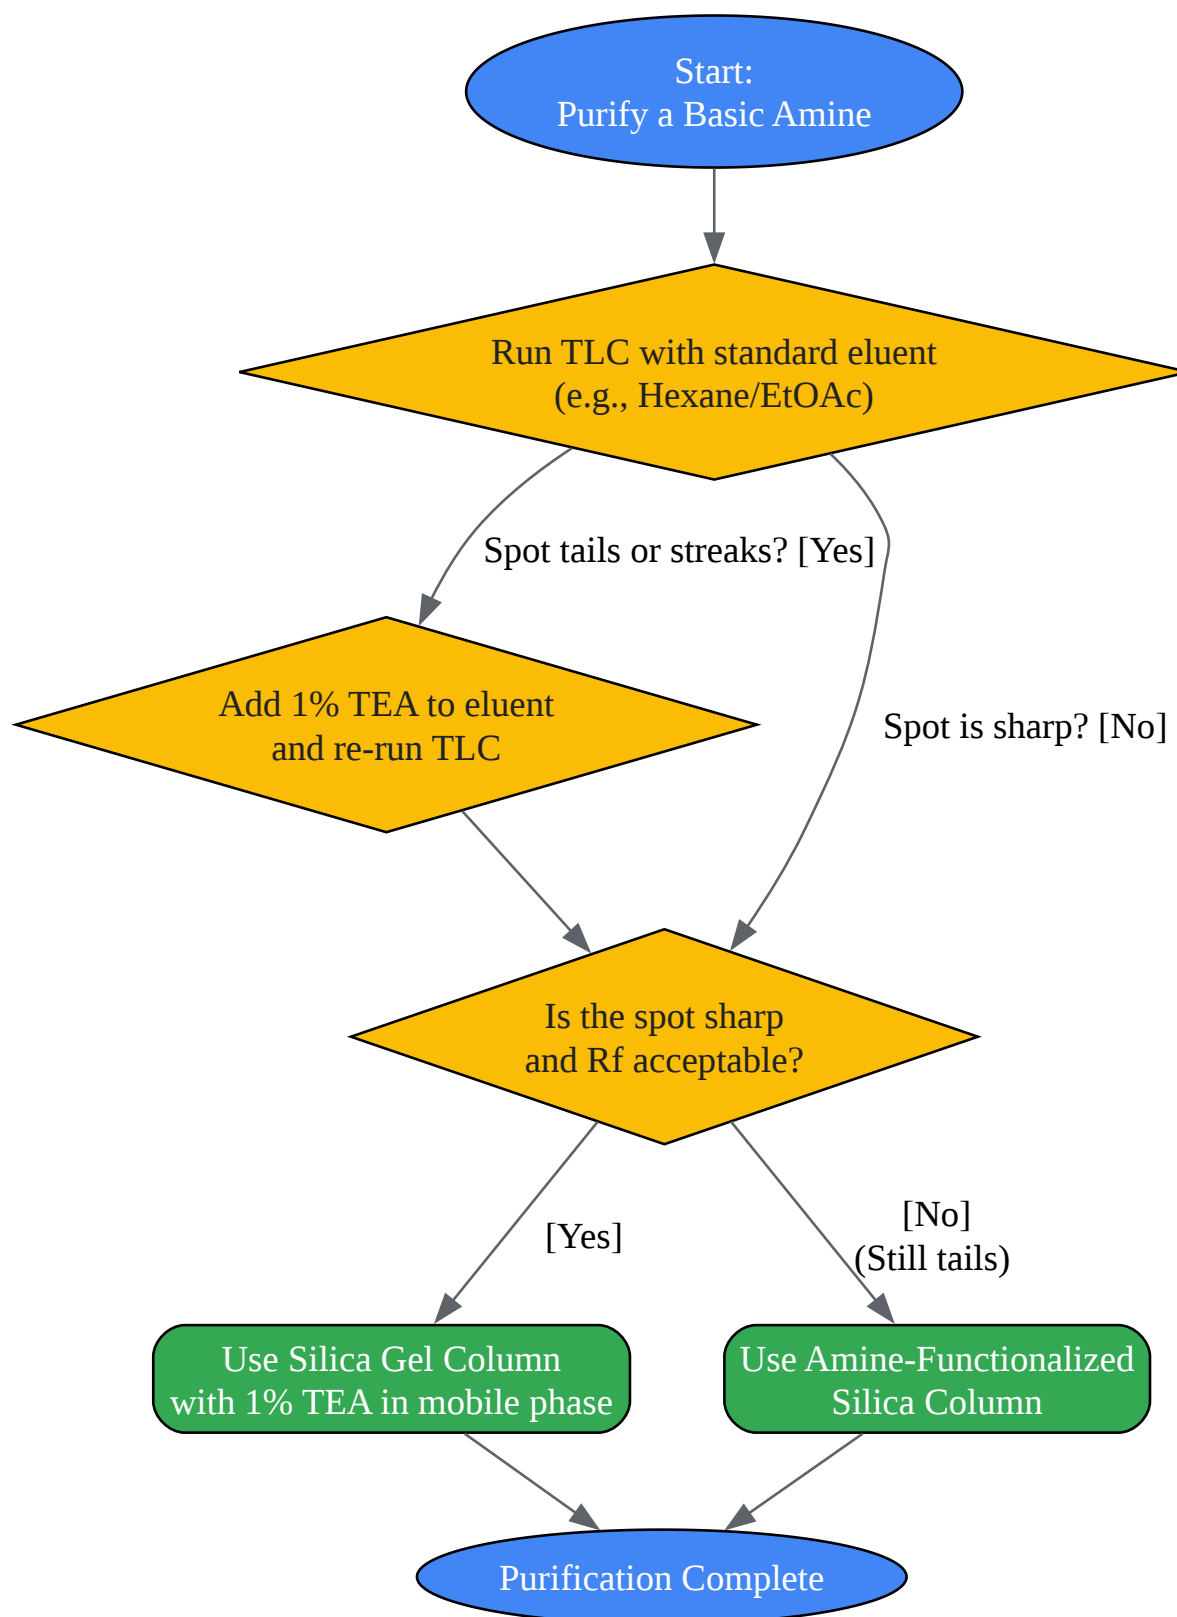 Start:
Purify a Basic Amine
Run TLC with standard eluent
(e.g., Hexane/EtOAc)
Spot tails or streaks? [Yes]
Add 1% TEA to eluent
and re-run TLC
Spot is sharp? [No]
Is the spot sharp
and Rf acceptable?
[Yes]
[No]
(Still tails)
Use Silica Gel Column
with 1% TEA in mobile phase
Use Amine-Functionalized
Silica Column
Purification Complete